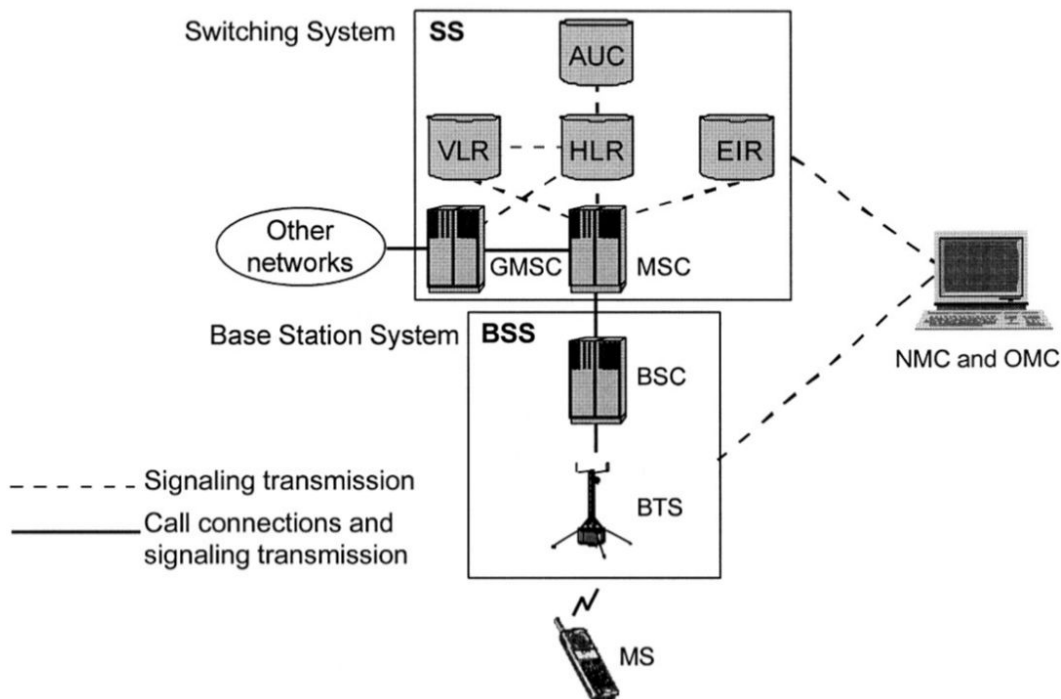 Switching System
SS
AUC
VLR
HLR
EIR
Other
networks
GMSC
MSC
Base Station System
BSS
BSC
NMC and OMC
Signaling transmission
BTS
Call connections and
signaling transmission
MS